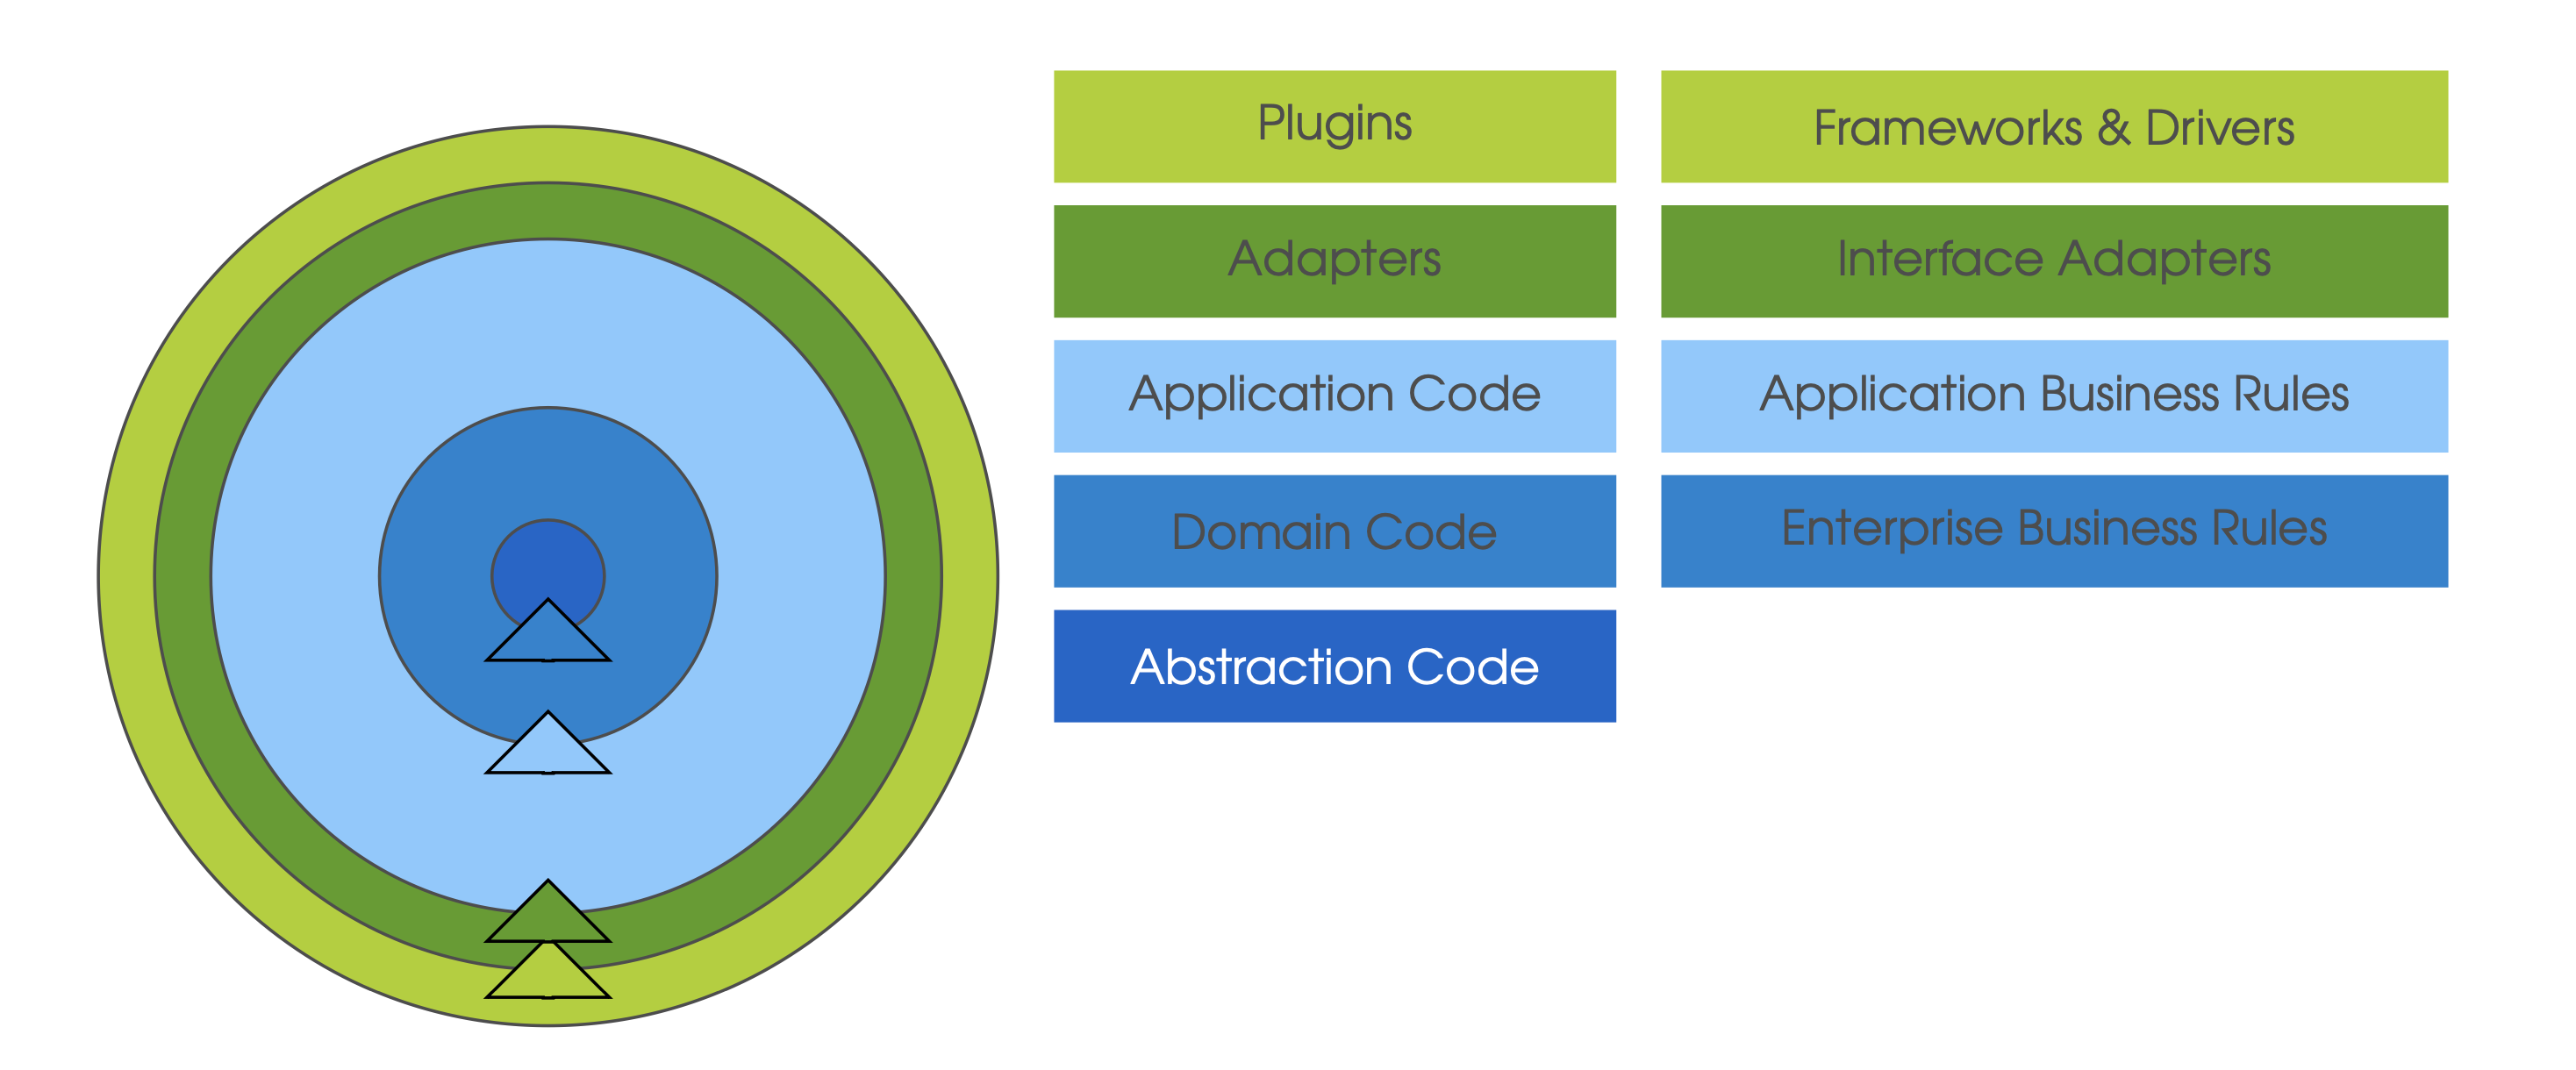 Plugins
Frameworks & Drivers
Adapters
Interface Adapters
Application Code
Application Business Rules
Domain Code
Enterprise Business Rules
Abstraction Code